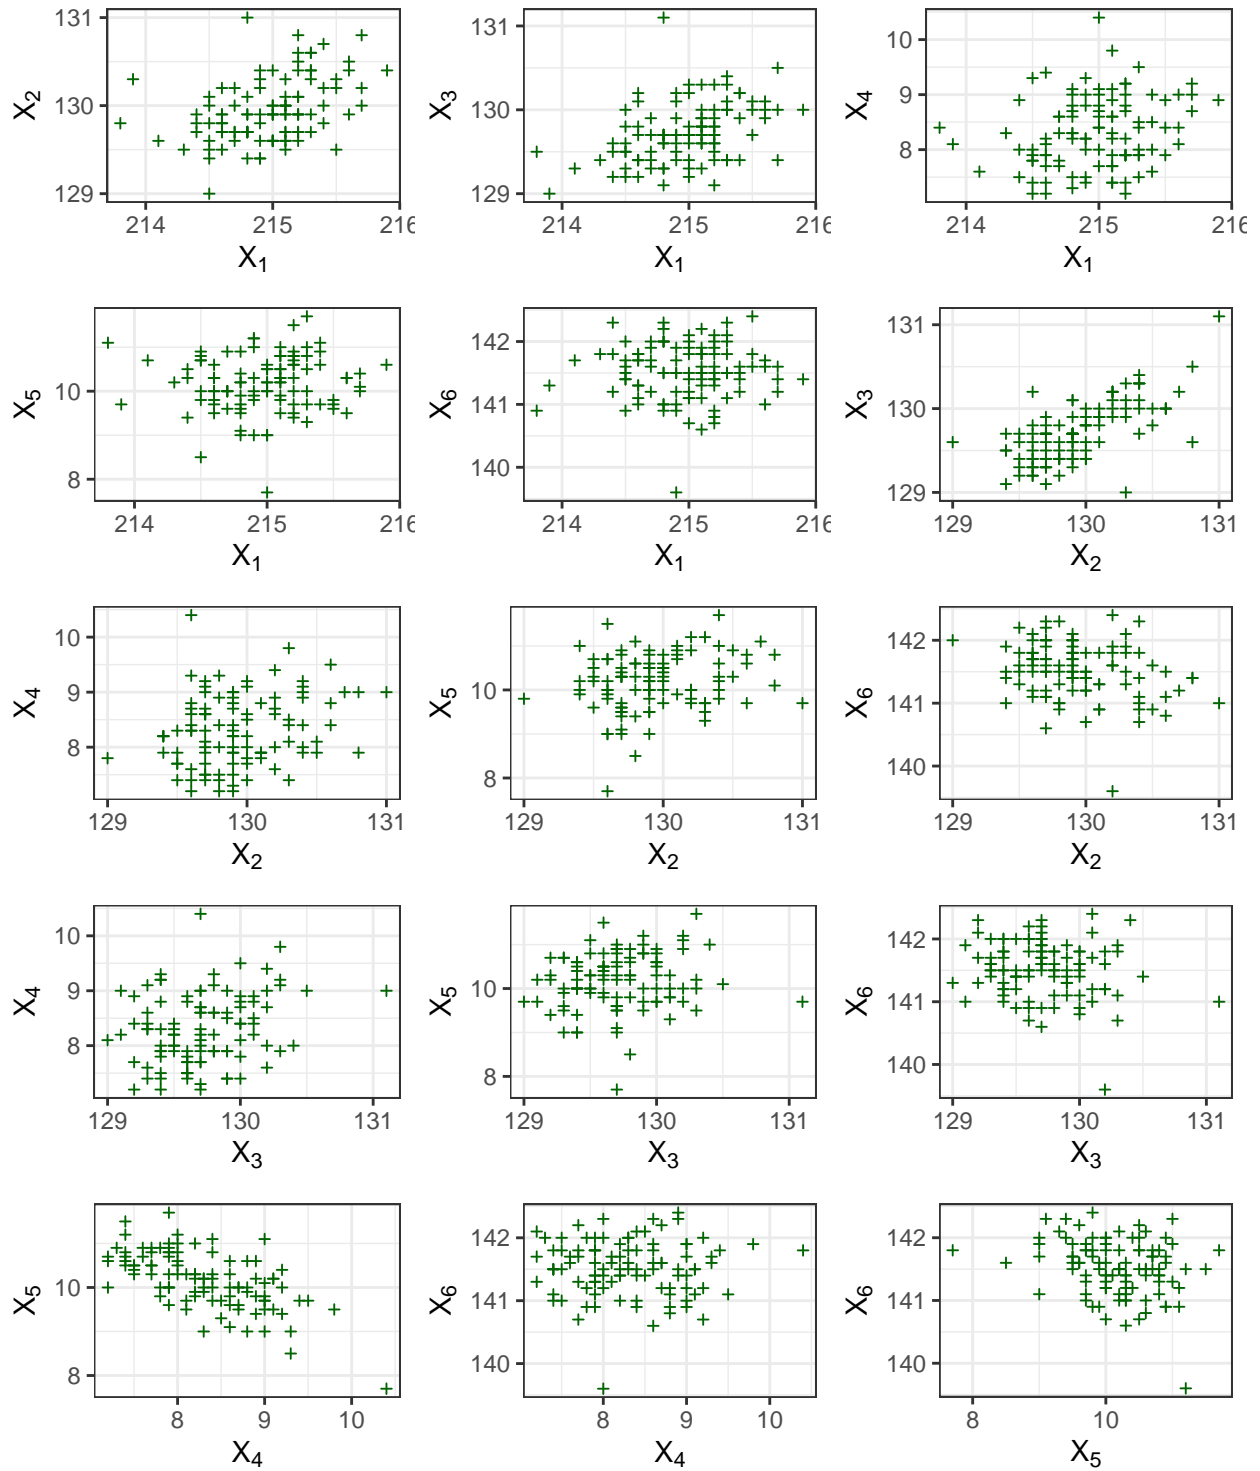 131
130
129
X₂
214 215 216
X₁
131
130
129
X₃
214 215 216
X₁
10
9
8
X₄
214 215 216
X₁
10
8
X₅
214 215 216
X₁
142
141
140
X₆
214 215 216
X₁
131
130
129
X₃
129 130 131
X₂
10
9
8
X₄
129 130 131
X₂
10
8
X₅
129 130 131
X₂
142
141
140
X₆
129 130 131
X₂
10
9
8
X₄
129 130 131
X₃
10
8
X₅
129 130 131
X₃
142
141
140
X₆
129 130 131
X₃
10
8
X₅
8 9 10
X₄
142
141
140
X₆
8 9 10
X₄
142
141
140
X₆
8 10
X₅